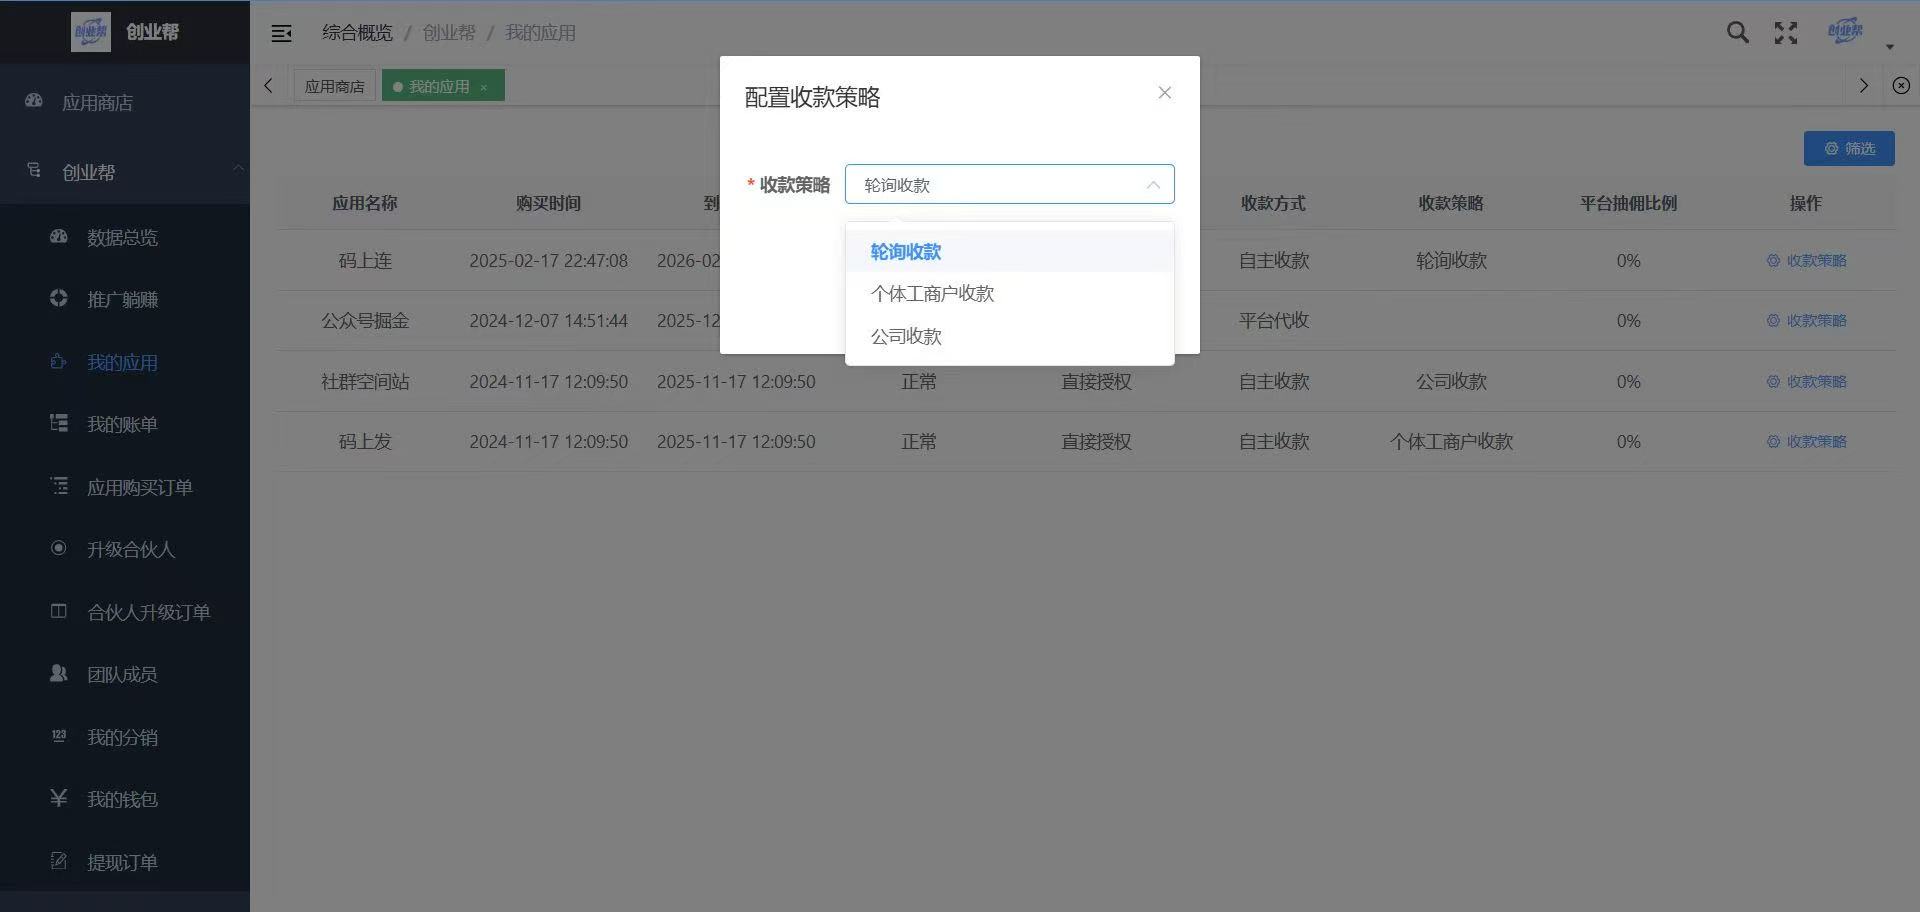 创业帮
综合概览 / 创业帮 / 我的应用
应用商店
我的应用 ×
配置收款策略
* 收款策略
轮询收款
轮询收款
个体工商户收款
公司收款
筛选
应用商店
创业帮
数据总览
推广躺赚
我的应用
我的账单
应用购买订单
升级合伙人
合伙人升级订单
团队成员
我的分销
我的钱包
提现订单
应用名称 购买时间 到 收款方式 收款策略 平台抽佣比例 操作
码上连 2025-02-17 22:47:08 2026-02 自主收款 轮询收款 0% 收款策略
公众号掘金 2024-12-07 14:51:44 2025-12 平台代收 0% 收款策略
社群空间站 2024-11-17 12:09:50 2025-11-17 12:09:50 正常 直接授权 自主收款 公司收款 0% 收款策略
码上发 2024-11-17 12:09:50 2025-11-17 12:09:50 正常 直接授权 自主收款 个体工商户收款 0% 收款策略